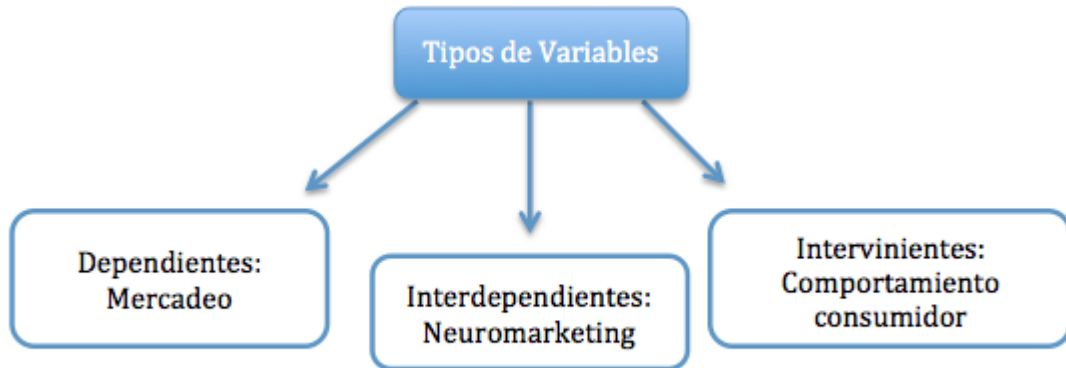 Tipos de Variables
Dependientes:
Mercadeo
Interdependientes:
Neuromarketing
Intervinientes:
Comportamiento
consumidor